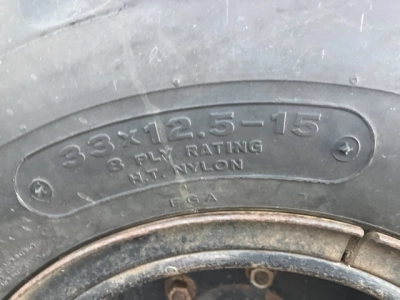 33x12.5-15
8 PLY RATING
H.T. NYLON